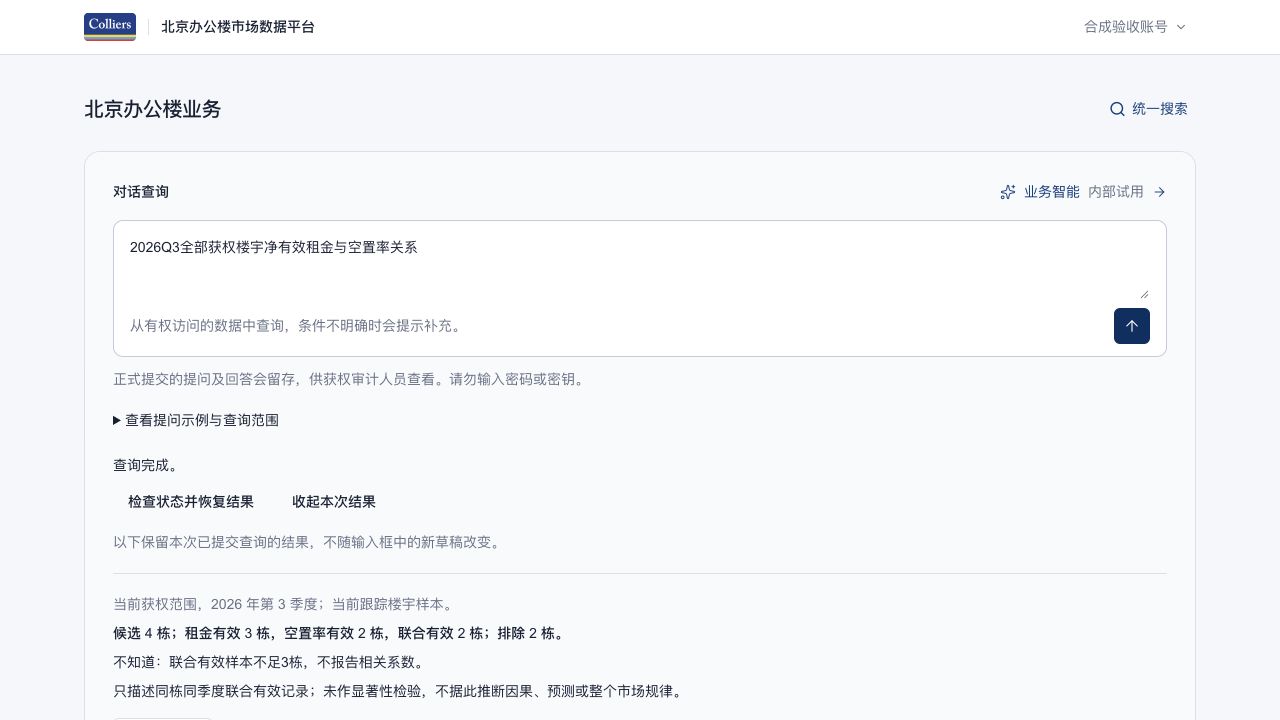 Colliers
北京办公楼市场数据平台
合成验收账号
北京办公楼业务
统一搜索
对话查询
业务智能 内部试用
2026Q3全部获权楼宇净有效租金与空置率关系
从有权访问的数据中查询，条件不明确时会提示补充。
正式提交的提问及回答会留存，供获权审计人员查看。请勿输入密码或密钥。
查看提问示例与查询范围
查询完成。
检查状态并恢复结果 收起本次结果
以下保留本次已提交查询的结果，不随输入框中的新草稿改变。
当前获权范围，2026 年第 3 季度；当前跟踪楼宇样本。
候选 4 栋；租金有效 3 栋，空置率有效 2 栋，联合有效 2 栋；排除 2 栋。
不知道：联合有效样本不足3栋，不报告相关系数。
只描述同栋同季度联合有效记录；未作显著性检验，不据此推断因果、预测或整个市场规律。